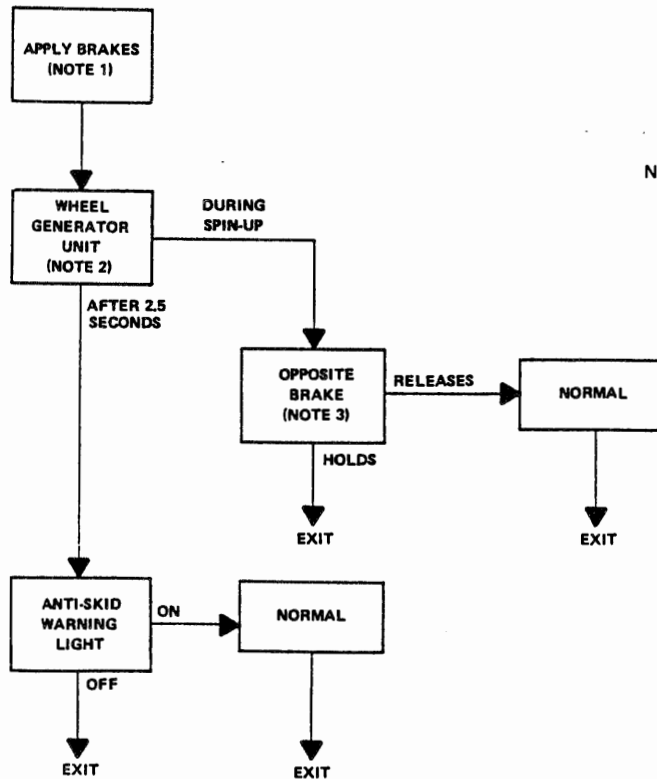 APPLY BRAKES
(NOTE 1)
N
WHEEL
GENERATOR
UNIT
(NOTE 2)
DURING
SPIN-UP
AFTER 2.5
SECONDS
OPPOSITE
BRAKE
(NOTE 3)
RELEASES
NORMAL
HOLDS
EXIT
EXIT
ANTI-SKID
WARNING
LIGHT
ON
NORMAL
OFF
EXIT
EXIT